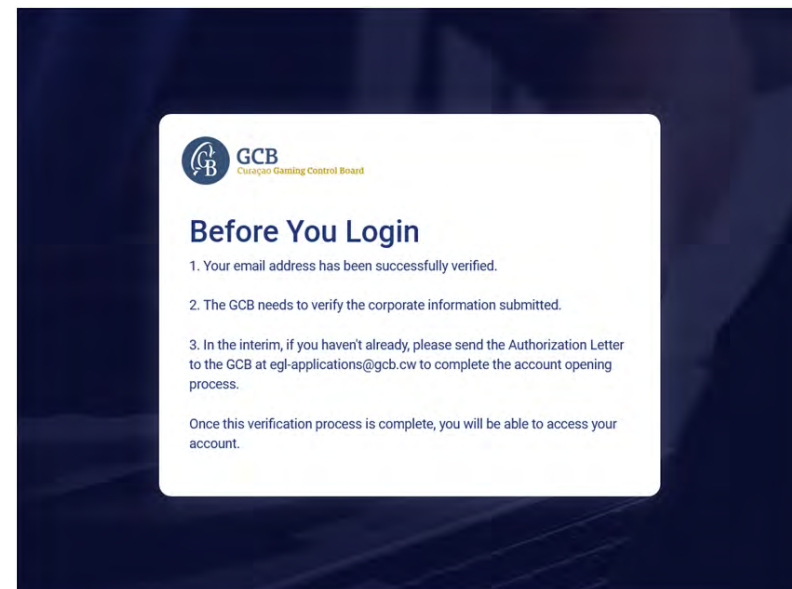 GCB
Curaçao Gaming Control Board
Before You Login
1. Your email address has been successfully verified.
2. The GCB needs to verify the corporate information submitted.
3. In the interim, if you haven't already, please send the Authorization Letter
to the GCB at egl-applications@gcb.cw to complete the account opening
process.
Once this verification process is complete, you will be able to access your
account.